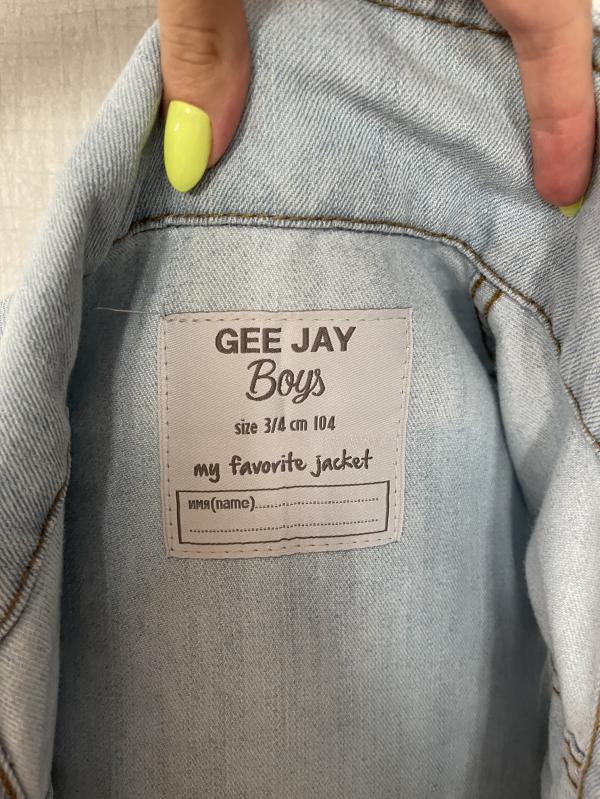 GEE JAY
Boys
size 3/4 cm 104
my favorite jacket
имя(name)